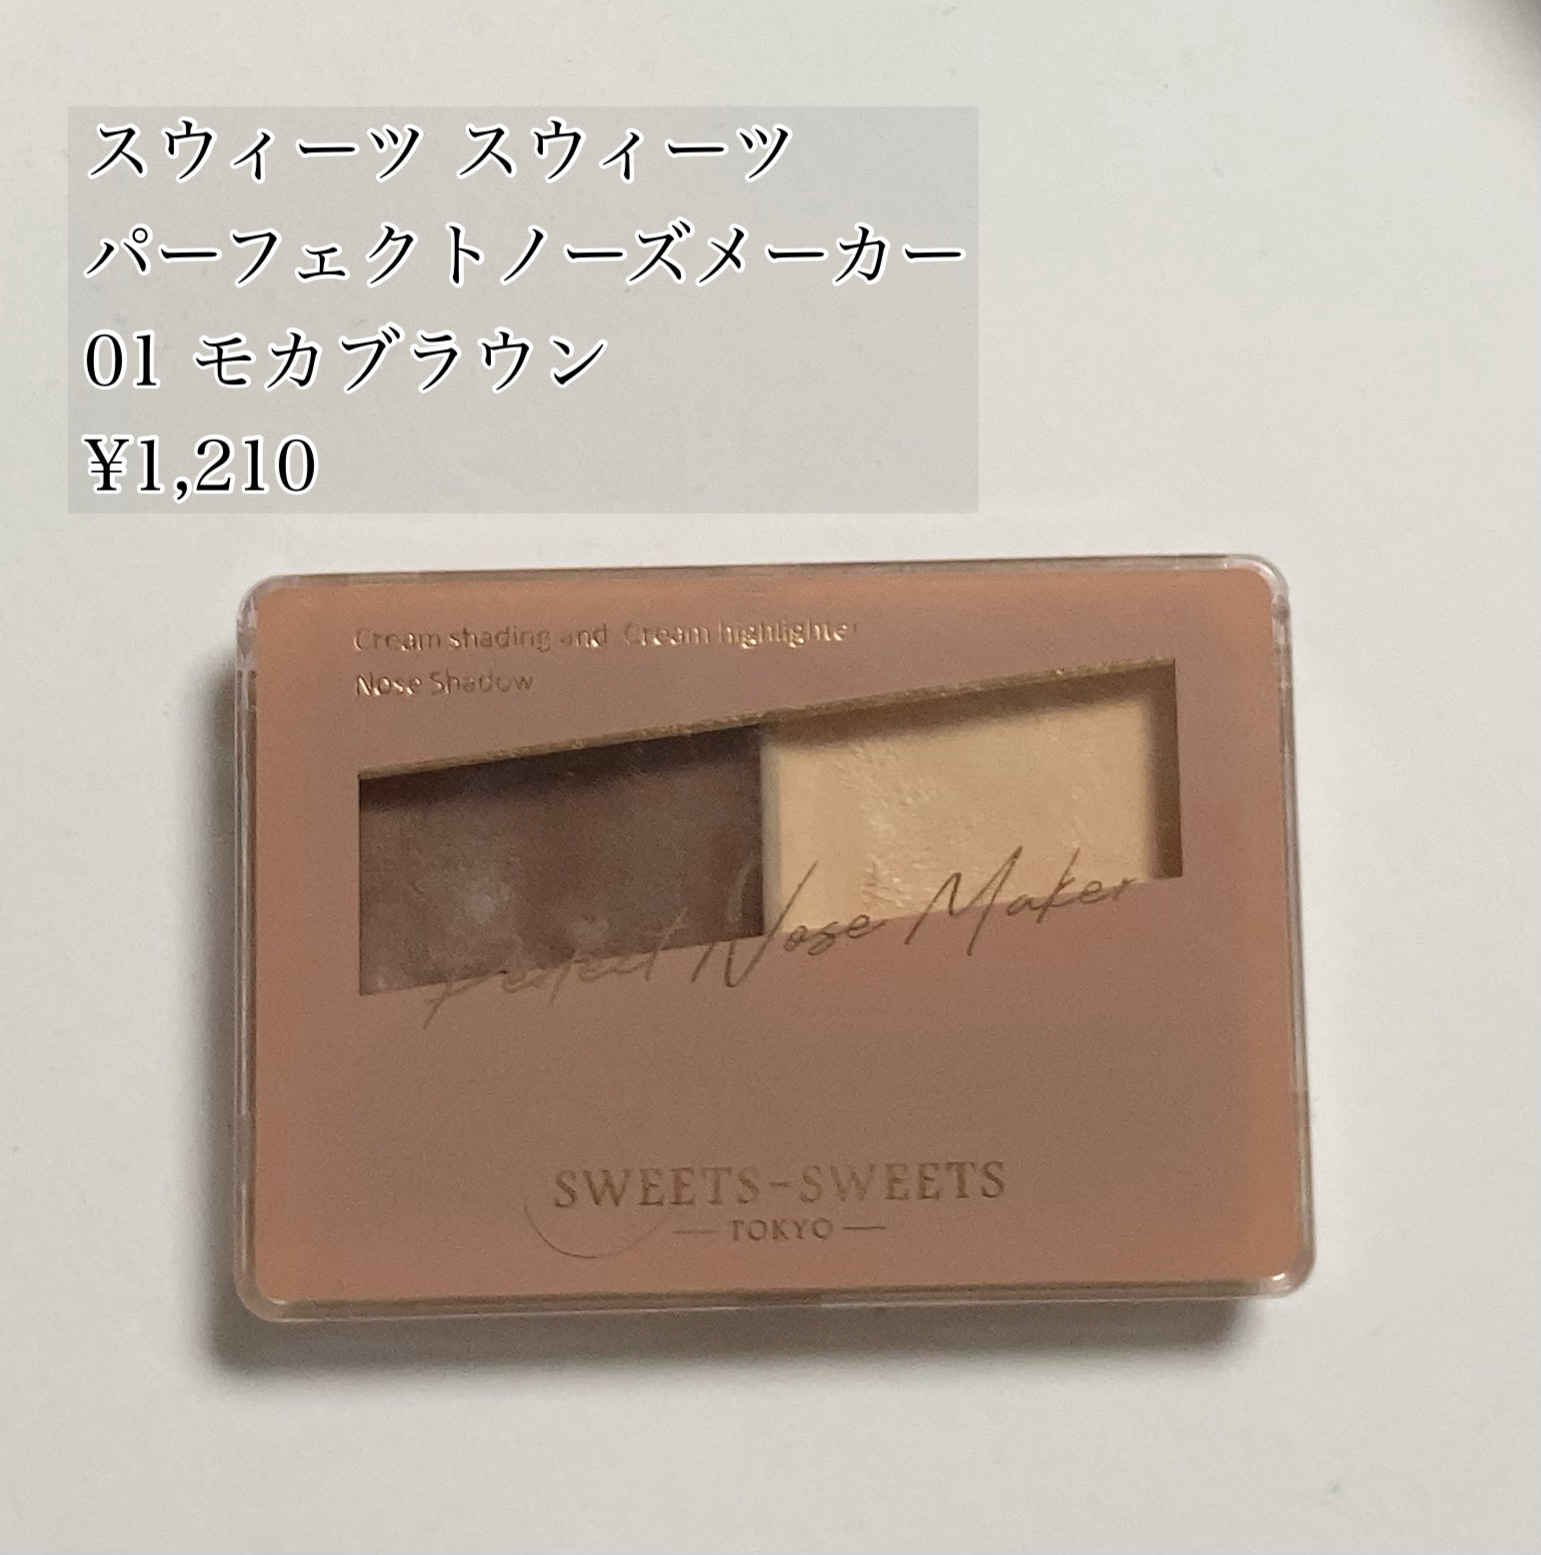 スウィーツ スウィーツ
パーフェクトノーズメーカー
01 モカブラウン
¥1,210
Cream shading and Cream highlighter
Nose Shadow
Perfect Nose Maker
SWEETS-SWEETS
TOKYO